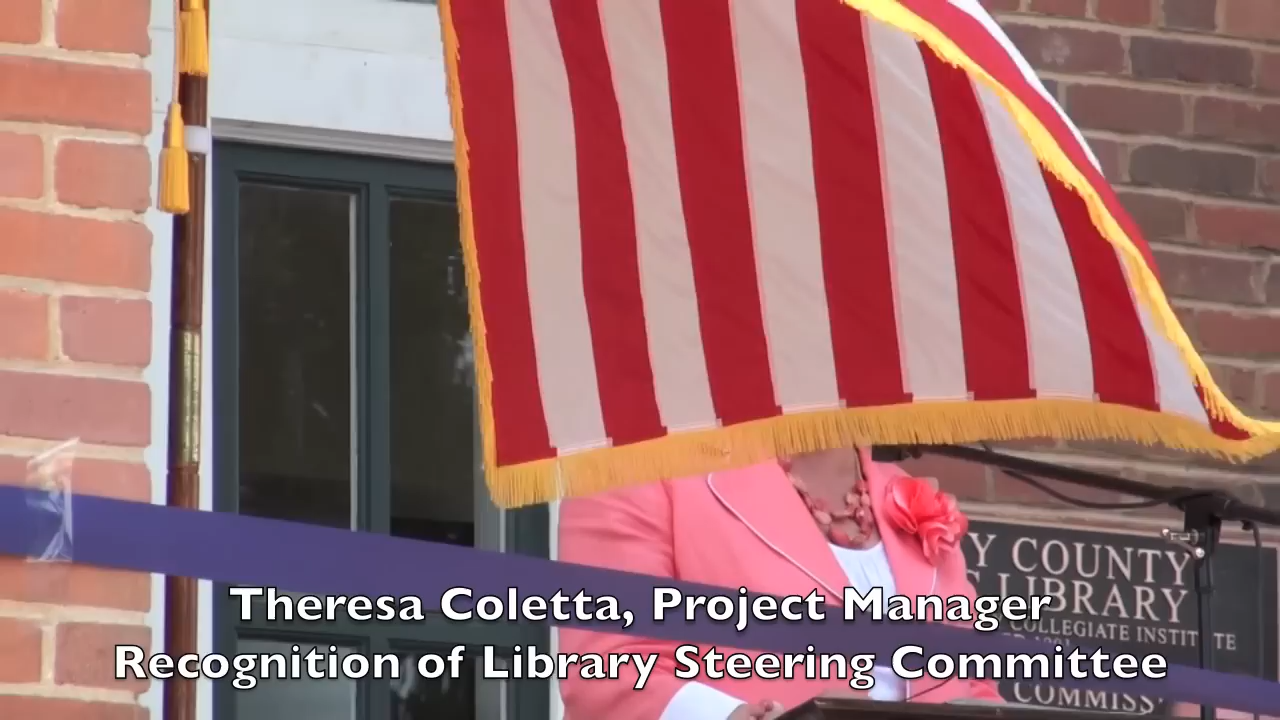 Y COUNTY
LIBRARY
COLLEGIATE INSTITUTE
COMMISS
Theresa Coletta, Project Manager
Recognition of Library Steering Committee